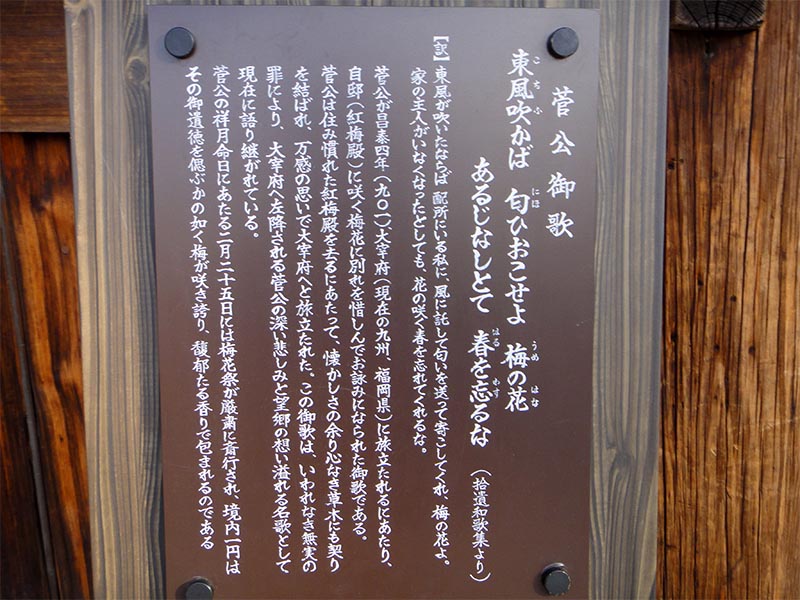 菅公御歌
東風吹かば 匂ひおこせよ 梅の花
こち ふ にほ うめ はな
あるじなしとて 春を忘るな (拾遺和歌集より)
はる わす
【訳】東風が吹いたならば 配所にいる私に、風に託して匂いを送って寄こしてくれ、梅の花よ。
家の主人がいなくなったとしても、花の咲く春を忘れてくれるな。
菅公が昌泰四年(九〇一)大宰府(現在の九州、福岡県)に旅立たれるにあたり、
自邸(紅梅殿)に咲く梅花に別れを惜しんでお詠みになられた御歌である。
菅公は住み慣れた紅梅殿を去るにあたって、懐かしさの余り心なき草木にも契り
を結ばれ、万感の思いで大宰府へと旅立たれた。この御歌は、いわれなき無実の
罪により、大宰府へ左降される菅公の深い悲しみと望郷の想い溢れる名歌として
現在に語り継がれている。
菅公の祥月命日にあたる二月二十五日には梅花祭が厳粛に斎行され、境内一円は
その御遺徳を偲ぶかの如く梅が咲き誇り、馥郁たる香りで包まれるのである